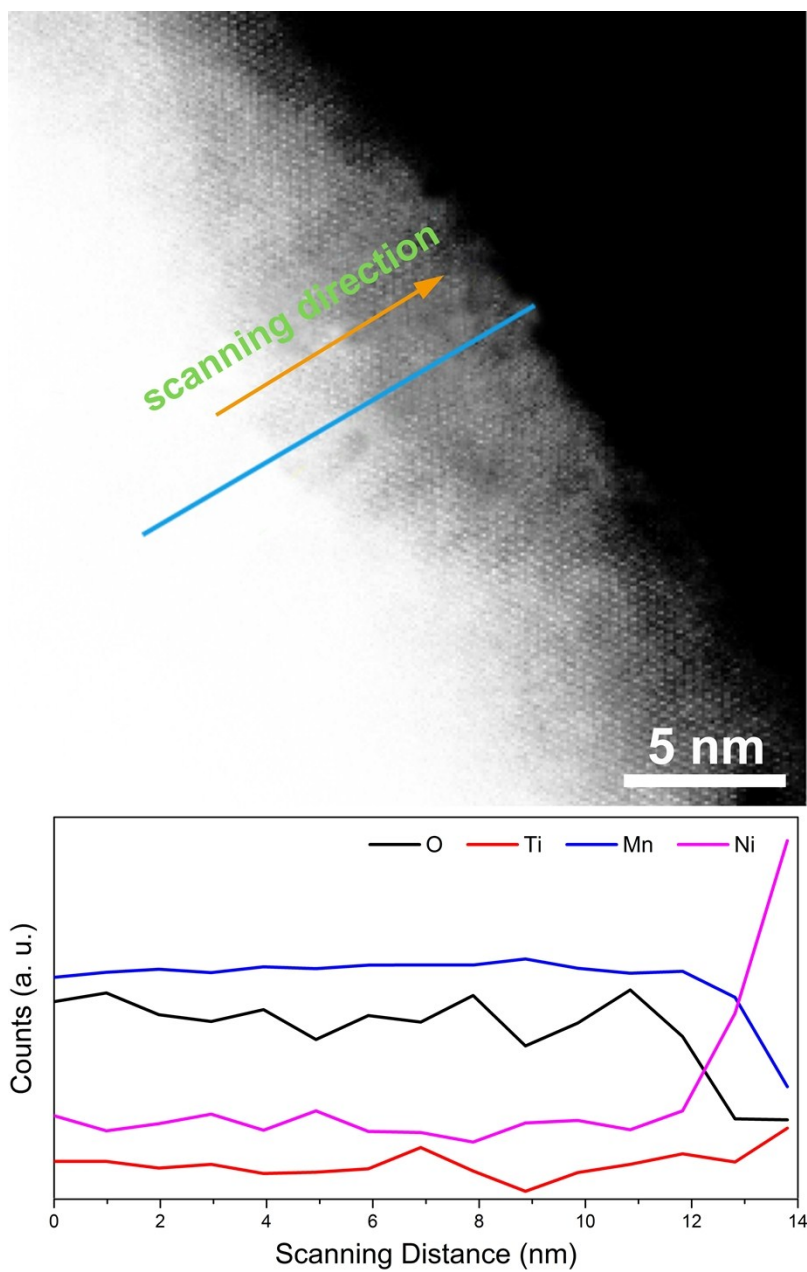 scanning direction
5 nm
O Ti Mn Ni
Counts (a. u.)
0 2 4 6 8 10 12 14
Scanning Distance (nm)